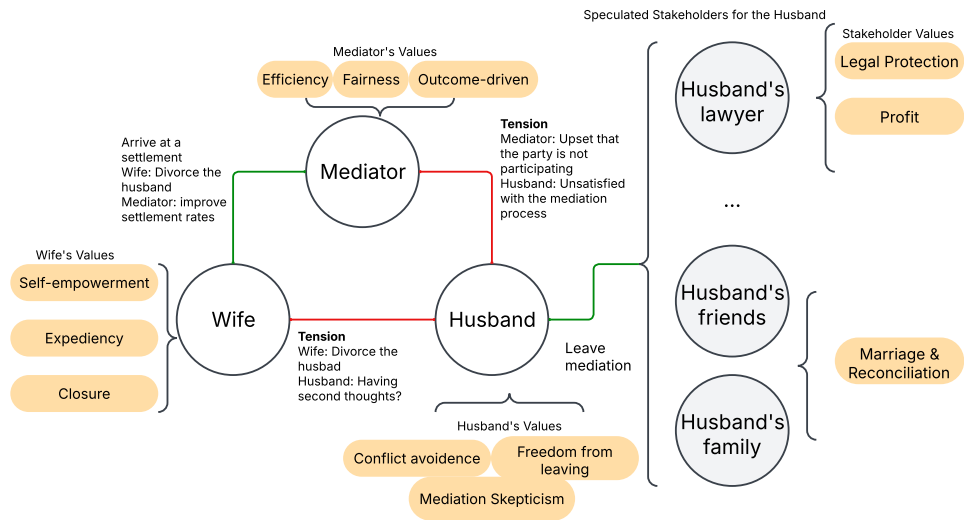 Speculated Stakeholders for the Husband
Mediator's Values
Efficiency
Fairness
Outcome-driven
Stakeholder Values
Legal Protection
Profit
Husband's
lawyer
Arrive at a
settlement
Wife: Divorce the
husband
Mediator: improve
settlement rates
Mediator
Tension
Mediator: Upset that
the party is not
participating
Husband: Unsatisfied
with the mediation
process
...
Wife's Values
Self-empowerment
Expediency
Closure
Wife
Tension
Wife: Divorce the
husbad
Husband: Having
second thoughts?
Husband
Leave
mediation
Husband's
friends
Husband's
family
Marriage &
Reconciliation
Husband's Values
Conflict avoidence
Freedom from
leaving
Mediation Skepticism